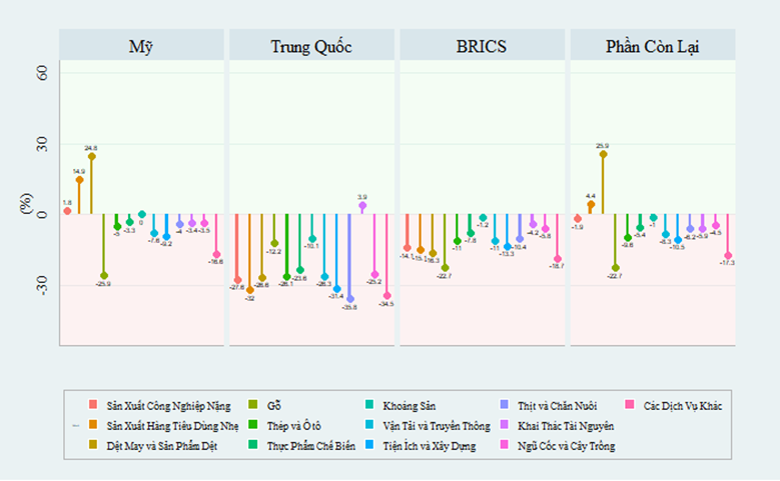 Mỹ Trung Quốc BRICS Phần Còn Lại
60
30
0
-30
(%)
1.8 14.9 24.8 -25.9 -5 -3.3 0 -7.8 -9.2 -4 -3.4 -3.5 -16.6
-27.6 -32 -26.6 -12.2 -26.1 -23.6 -10.1 -26.3 -31.4 -35.8 3.9 -25.2 -34.5
-14.1 -15.1 -16.3 -22.7 -11 -7.8 -1.2 -11 -13.3 -10.4 -4.2 -5.8 -18.7
-1.9 4.4 25.9 -22.7 -9.8 -5.4 -1 -8.3 -10.5 -6.2 -5.9 -4.5 -17.3
Sản Xuất Công Nghiệp Nặng Gỗ Khoáng Sản Thịt và Chăn Nuôi Các Dịch Vụ Khác
Sản Xuất Hàng Tiêu Dùng Nhẹ Thép và Ô tô Vận Tải và Truyền Thông Khai Thác Tài Nguyên
Dệt May và Sản Phẩm Dệt Thực Phẩm Chế Biến Tiện Ích và Xây Dựng Ngũ Cốc và Cây Trồng